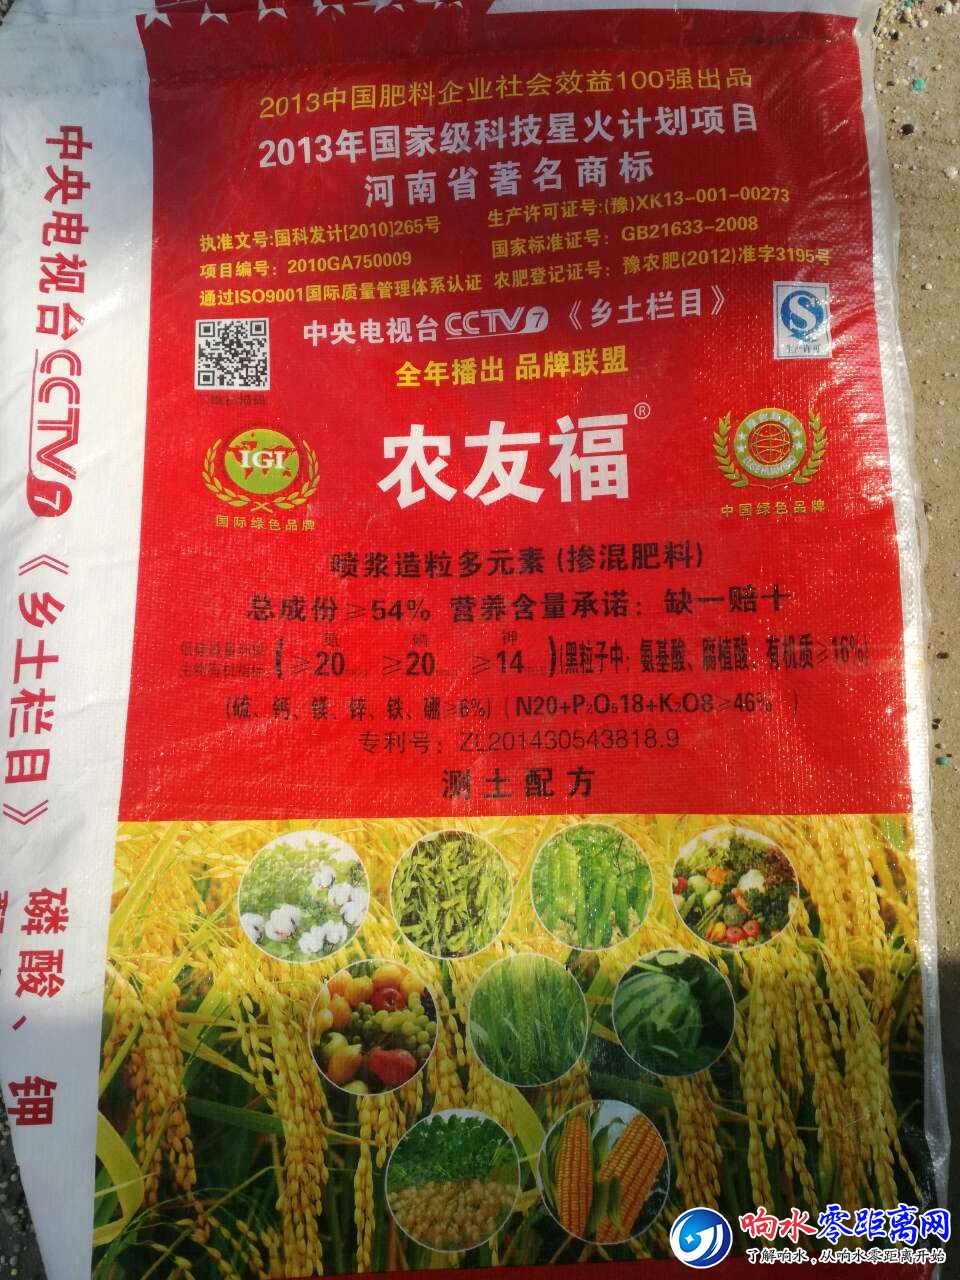 2013中国肥料企业社会效益100强出品
2013年国家级科技星火计划项目
河南省著名商标
执准文号:国科发计[2010]265号
生产许可证号:(豫)XK13-001-00273
项目编号：2010GA750009
国家标准证号：GB21633-2008
通过ISO9001国际质量管理体系认证
农肥登记证号：豫农肥(2012)准字3195号
中央电视台CCTV7《乡土栏目》
生产许可
全年播出 品牌联盟
农友福®
IGI
国际绿色品牌
中国绿色品牌
喷浆造粒多元素(掺混肥料)
总成份≥54% 营养含量承诺：缺一赔十
氮 磷 钾
(≥20 ≥20 ≥14)(黑粒子中：氨基酸、腐植酸、有机质≥16%)
(硫、钙、镁、锌、铁、硼≥6%)(N20+P₂O₅18+K₂O8≥46%)
专利号：ZL201430543818.9
测土配方
中央电视台CCTV7《乡土栏目》
磷酸、钾
响水零距离网
了解响水，从响水零距离开始